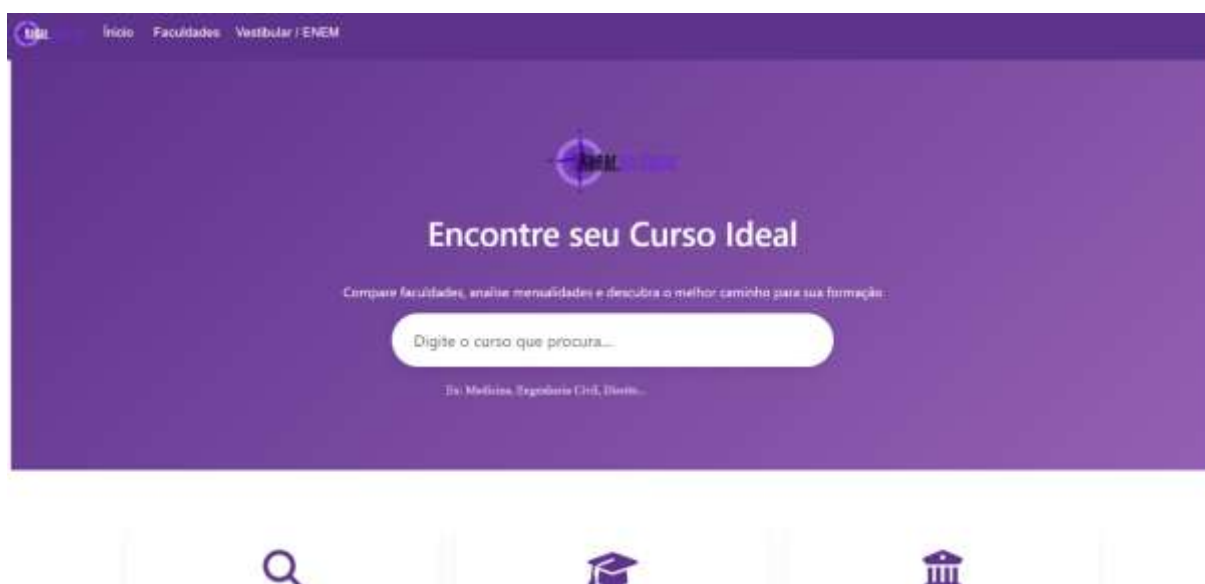 Ínicio Faculdades Vestibular / ENEM
Encontre seu Curso Ideal
Compare faculdades, analise mensalidades e descubra o melhor caminho para sua formação
Digite o curso que procura...
Ex: Medicina, Engenharia Civil, Direito...